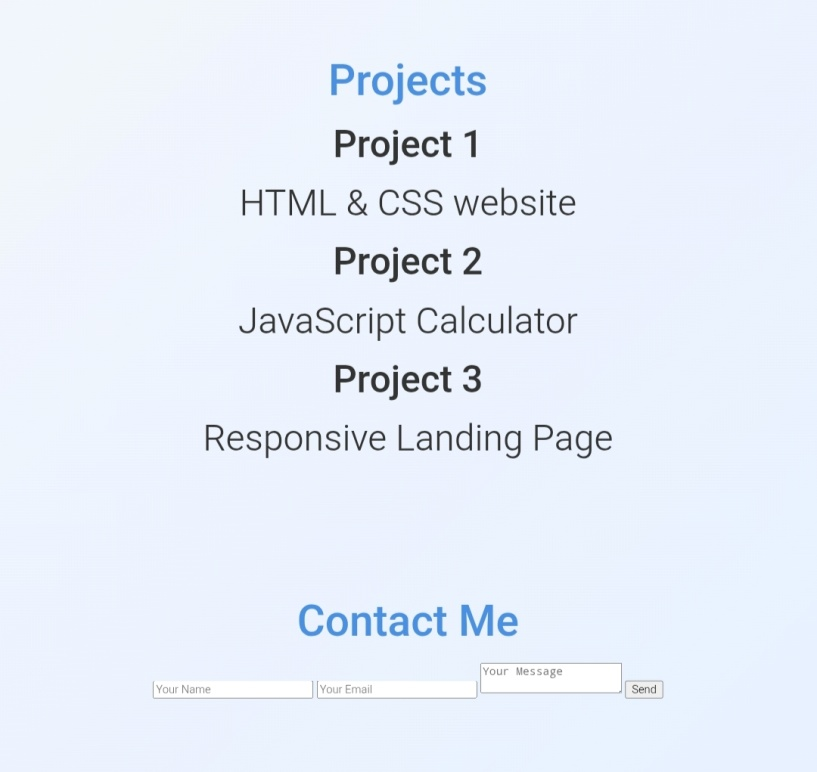 Projects
Project 1
HTML & CSS website
Project 2
JavaScript Calculator
Project 3
Responsive Landing Page
Contact Me
Your Name Your Email Your Message Send